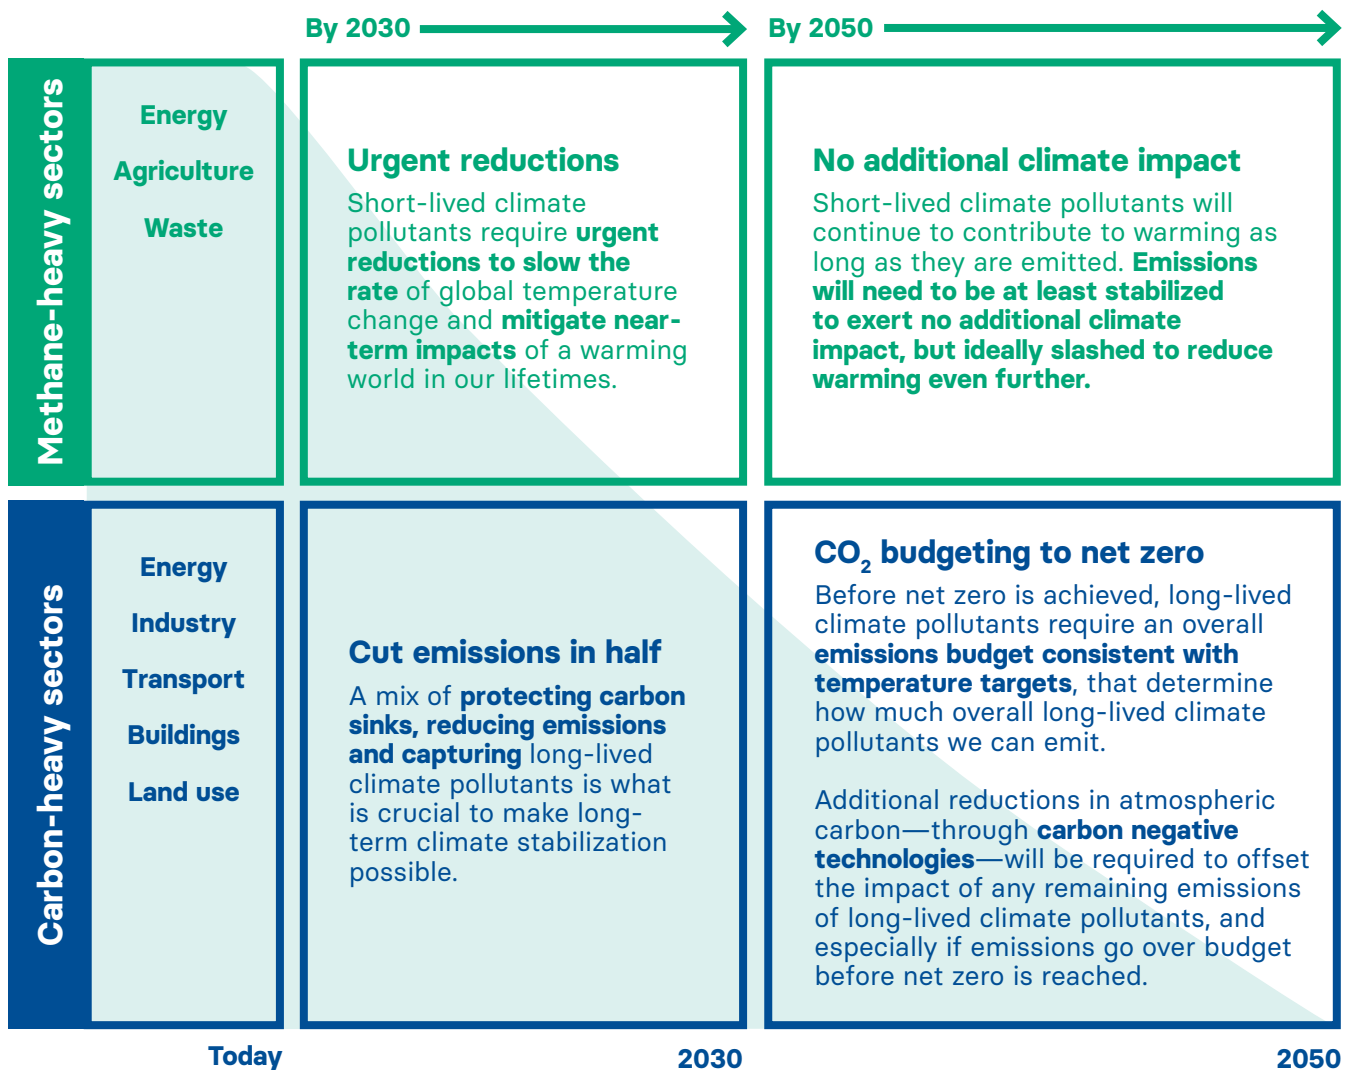 By 2030
By 2050
Methane-heavy sectors
Energy
Agriculture
Waste
Urgent reductions
Short-lived climate
pollutants require urgent
reductions to slow the
rate of global temperature
change and mitigate near-
term impacts of a warming
world in our lifetimes.
No additional climate impact
Short-lived climate pollutants will
continue to contribute to warming as
long as they are emitted. Emissions
will need to be at least stabilized
to exert no additional climate
impact, but ideally slashed to reduce
warming even further.
Carbon-heavy sectors
Energy
Industry
Transport
Buildings
Land use
Cut emissions in half
A mix of protecting carbon
sinks, reducing emissions
and capturing long-lived
climate pollutants is what
is crucial to make long-
term climate stabilization
possible.
CO₂ budgeting to net zero
Before net zero is achieved, long-lived
climate pollutants require an overall
emissions budget consistent with
temperature targets, that determine
how much overall long-lived climate
pollutants we can emit.
Additional reductions in atmospheric
carbon—through carbon negative
technologies—will be required to offset
the impact of any remaining emissions
of long-lived climate pollutants, and
especially if emissions go over budget
before net zero is reached.
Today
2030
2050